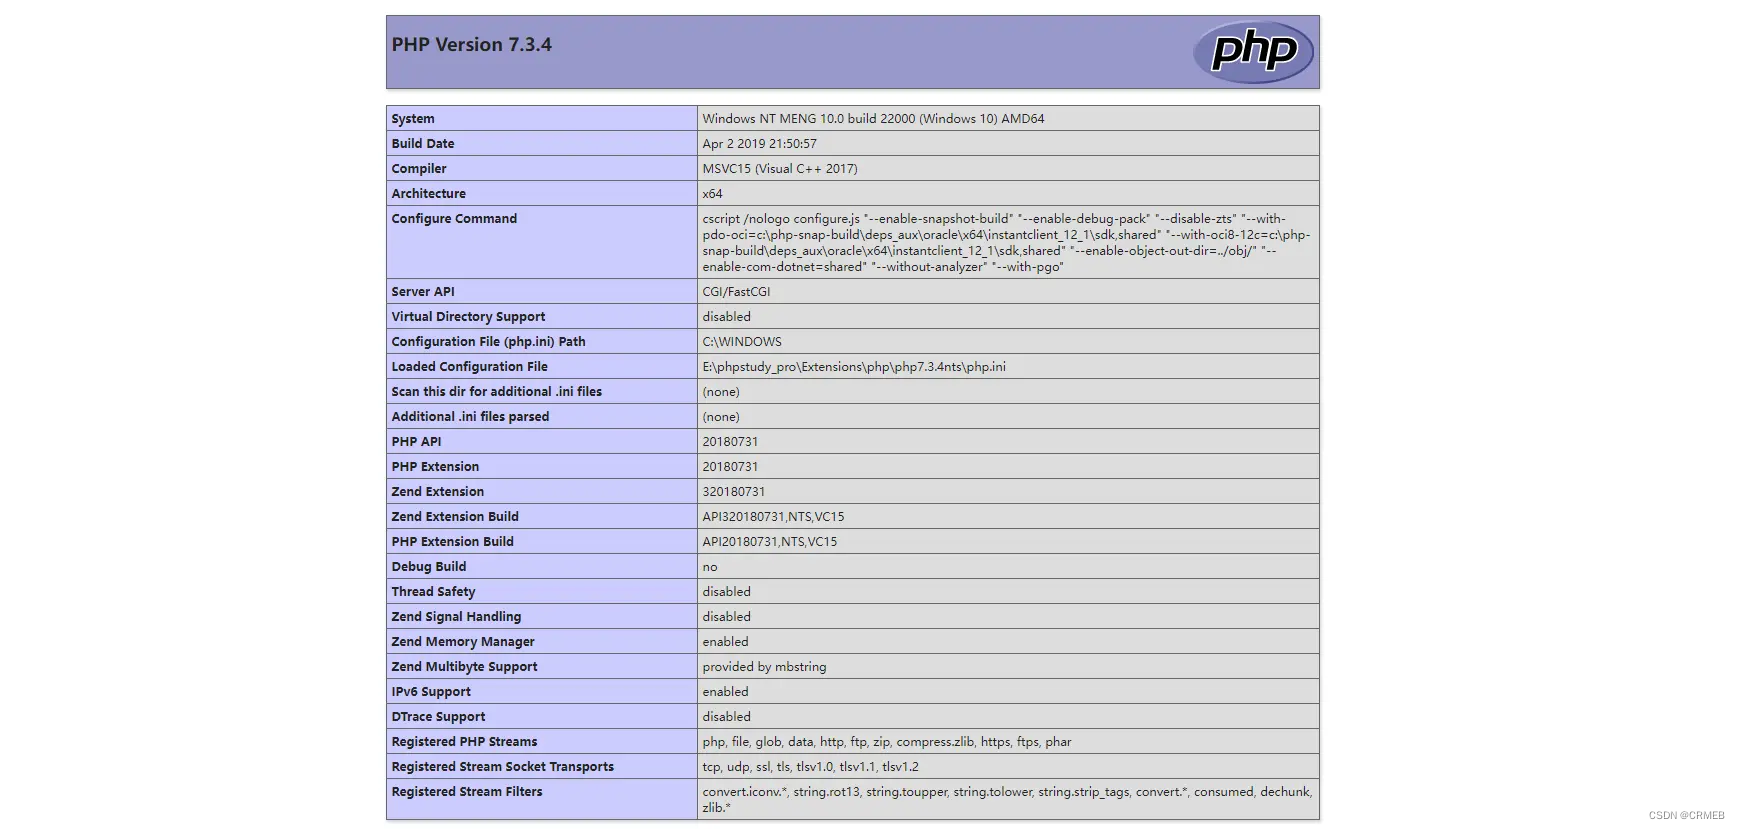 PHP Version 7.3.4
php
System Windows NT MENG 10.0 build 22000 (Windows 10) AMD64
Build Date Apr 2 2019 21:50:57
Compiler MSVC15 (Visual C++ 2017)
Architecture x64
Configure Command cscript /nologo configure.js "--enable-snapshot-build" "--enable-debug-pack" "--disable-zts" "--with-
pdo-oci=c:\php-snap-build\deps_aux\oracle\x64\instantclient_12_1\sdk,shared" "--with-oci8-12c=c:\php-
snap-build\deps_aux\oracle\x64\instantclient_12_1\sdk,shared" "--enable-object-out-dir=../obj/" "--
enable-com-dotnet=shared" "--without-analyzer" "--with-pgo"
Server API CGI/FastCGI
Virtual Directory Support disabled
Configuration File (php.ini) Path C:\WINDOWS
Loaded Configuration File E:\phpstudy_pro\Extensions\php\php7.3.4nts\php.ini
Scan this dir for additional .ini files (none)
Additional .ini files parsed (none)
PHP API 20180731
PHP Extension 20180731
Zend Extension 320180731
Zend Extension Build API320180731,NTS,VC15
PHP Extension Build API20180731,NTS,VC15
Debug Build no
Thread Safety disabled
Zend Signal Handling disabled
Zend Memory Manager enabled
Zend Multibyte Support provided by mbstring
IPv6 Support enabled
DTrace Support disabled
Registered PHP Streams php, file, glob, data, http, ftp, zip, compress.zlib, https, ftps, phar
Registered Stream Socket Transports tcp, udp, ssl, tls, tlsv1.0, tlsv1.1, tlsv1.2
Registered Stream Filters convert.iconv.*, string.rot13, string.toupper, string.tolower, string.strip_tags, convert.*, consumed, dechunk,
zlib.*
CSDN @CRMEB